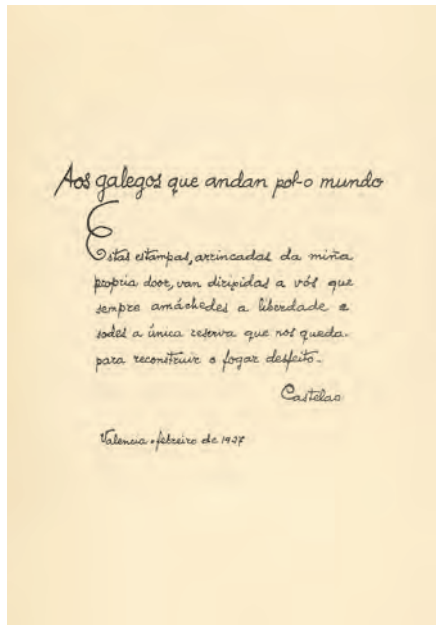 Aos galegos que andan pol-o mundo
Estas estampas, arrincadas da miña
propria door, van dirixidas a vós que
sempre amáchedes a liberdade e
sodes a única reserva que nos queda
para reconstruir o fogar desfeito.
Castelao
Valencia-febreiro de 1937